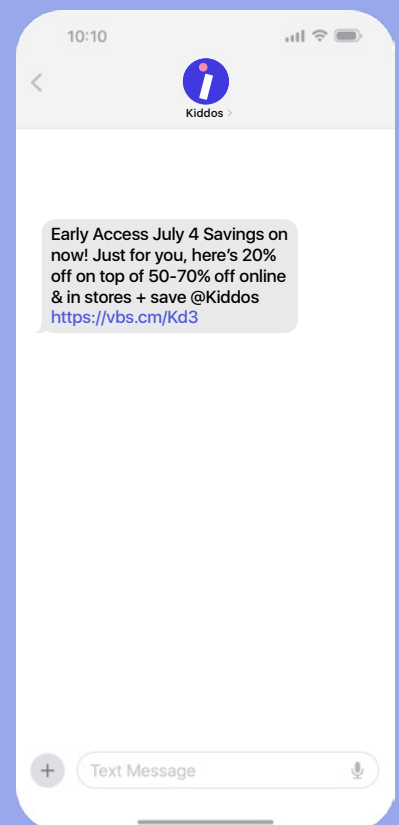 10:10
Kiddos
Early Access July 4 Savings on
now! Just for you, here’s 20%
off on top of 50-70% off online
& in stores + save @Kiddos
https://vbs.cm/Kd3
Text Message